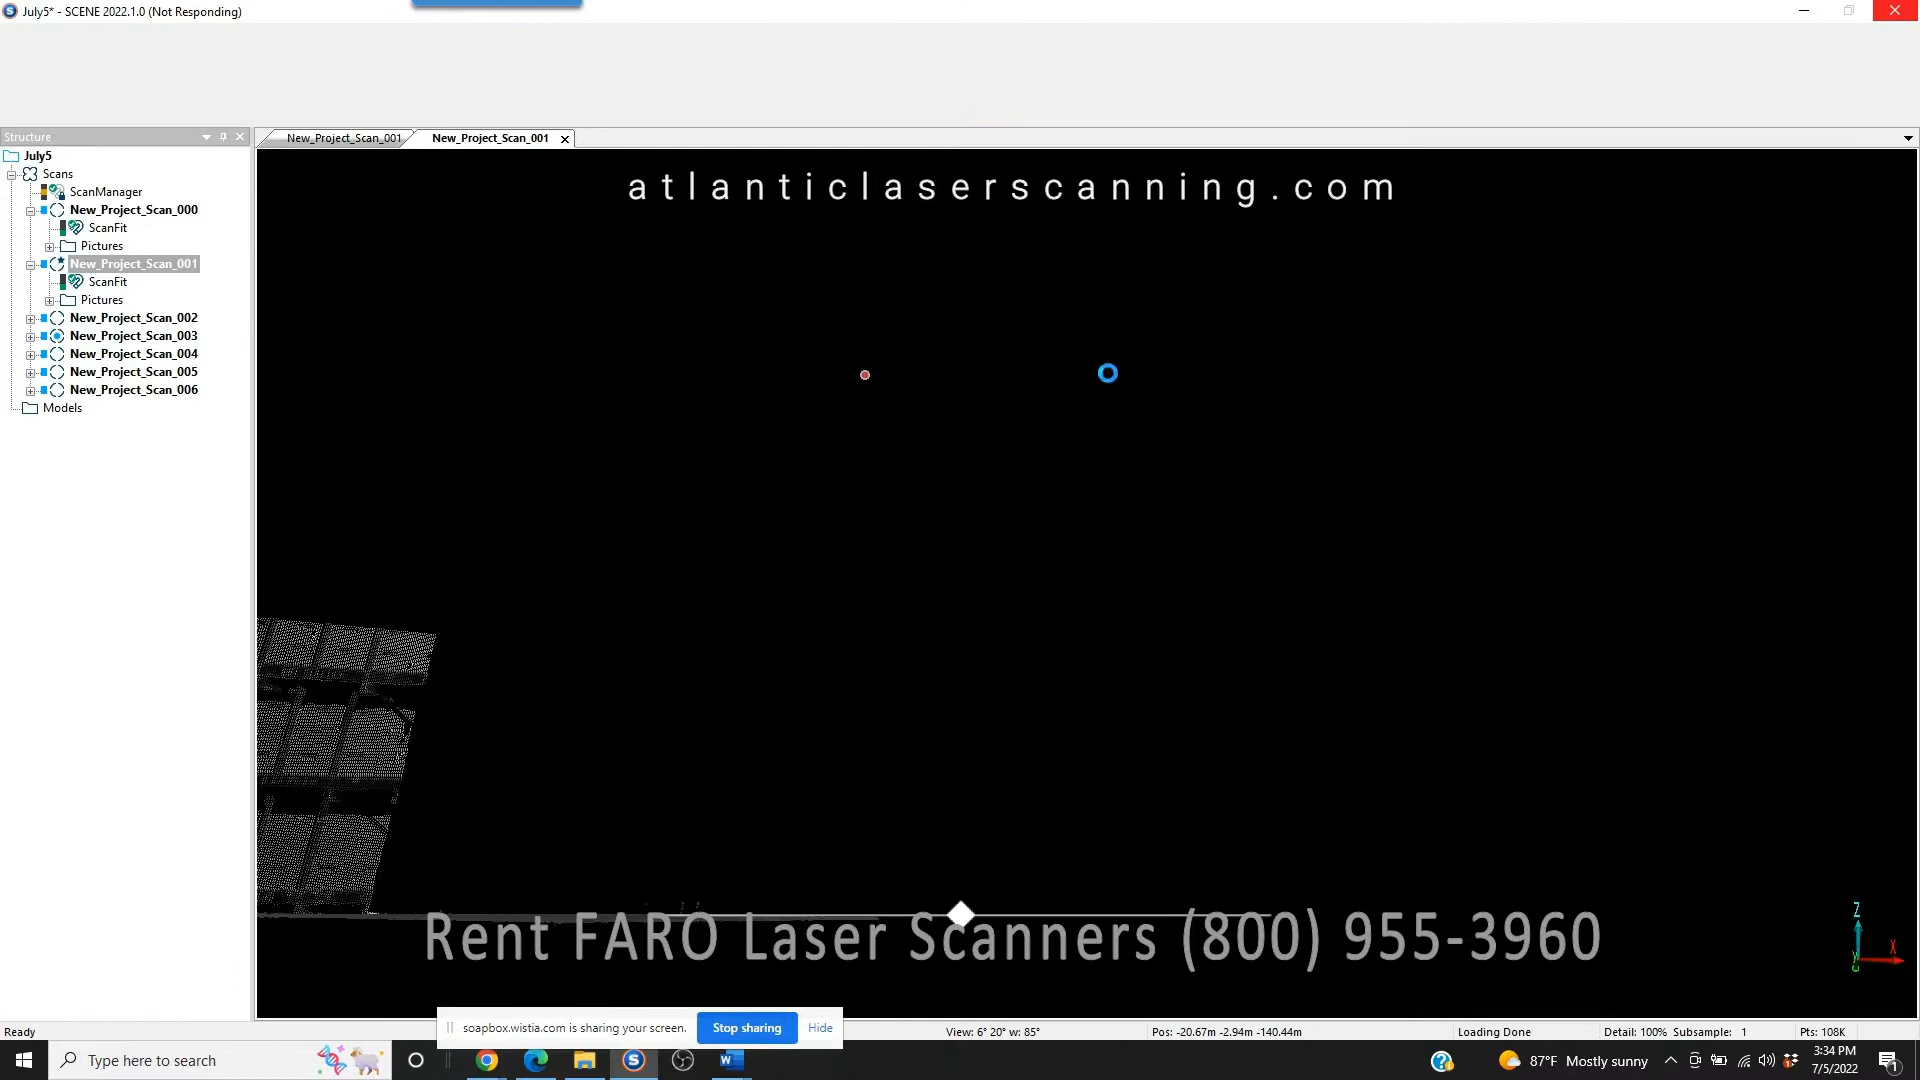 July5* - SCENE 2022.1.0 (Not Responding)
Structure
New_Project_Scan_001
New_Project_Scan_001
July5
Scans
ScanManager
New_Project_Scan_000
ScanFit
Pictures
New_Project_Scan_001
ScanFit
Pictures
New_Project_Scan_002
New_Project_Scan_003
New_Project_Scan_004
New_Project_Scan_005
New_Project_Scan_006
Models
atlanticlaserscanning.com
Rent FARO Laser Scanners (800) 955-3960
Z
X
Y
soapbox.wistia.com is sharing your screen.
Stop sharing
Hide
Ready
View: 6° 20° w: 85°
Pos: -20.67m -2.94m -140.44m
Loading Done
Detail: 100% Subsample: 1
Pts: 108K
Type here to search
87°F Mostly sunny
3:34 PM
7/5/2022
1